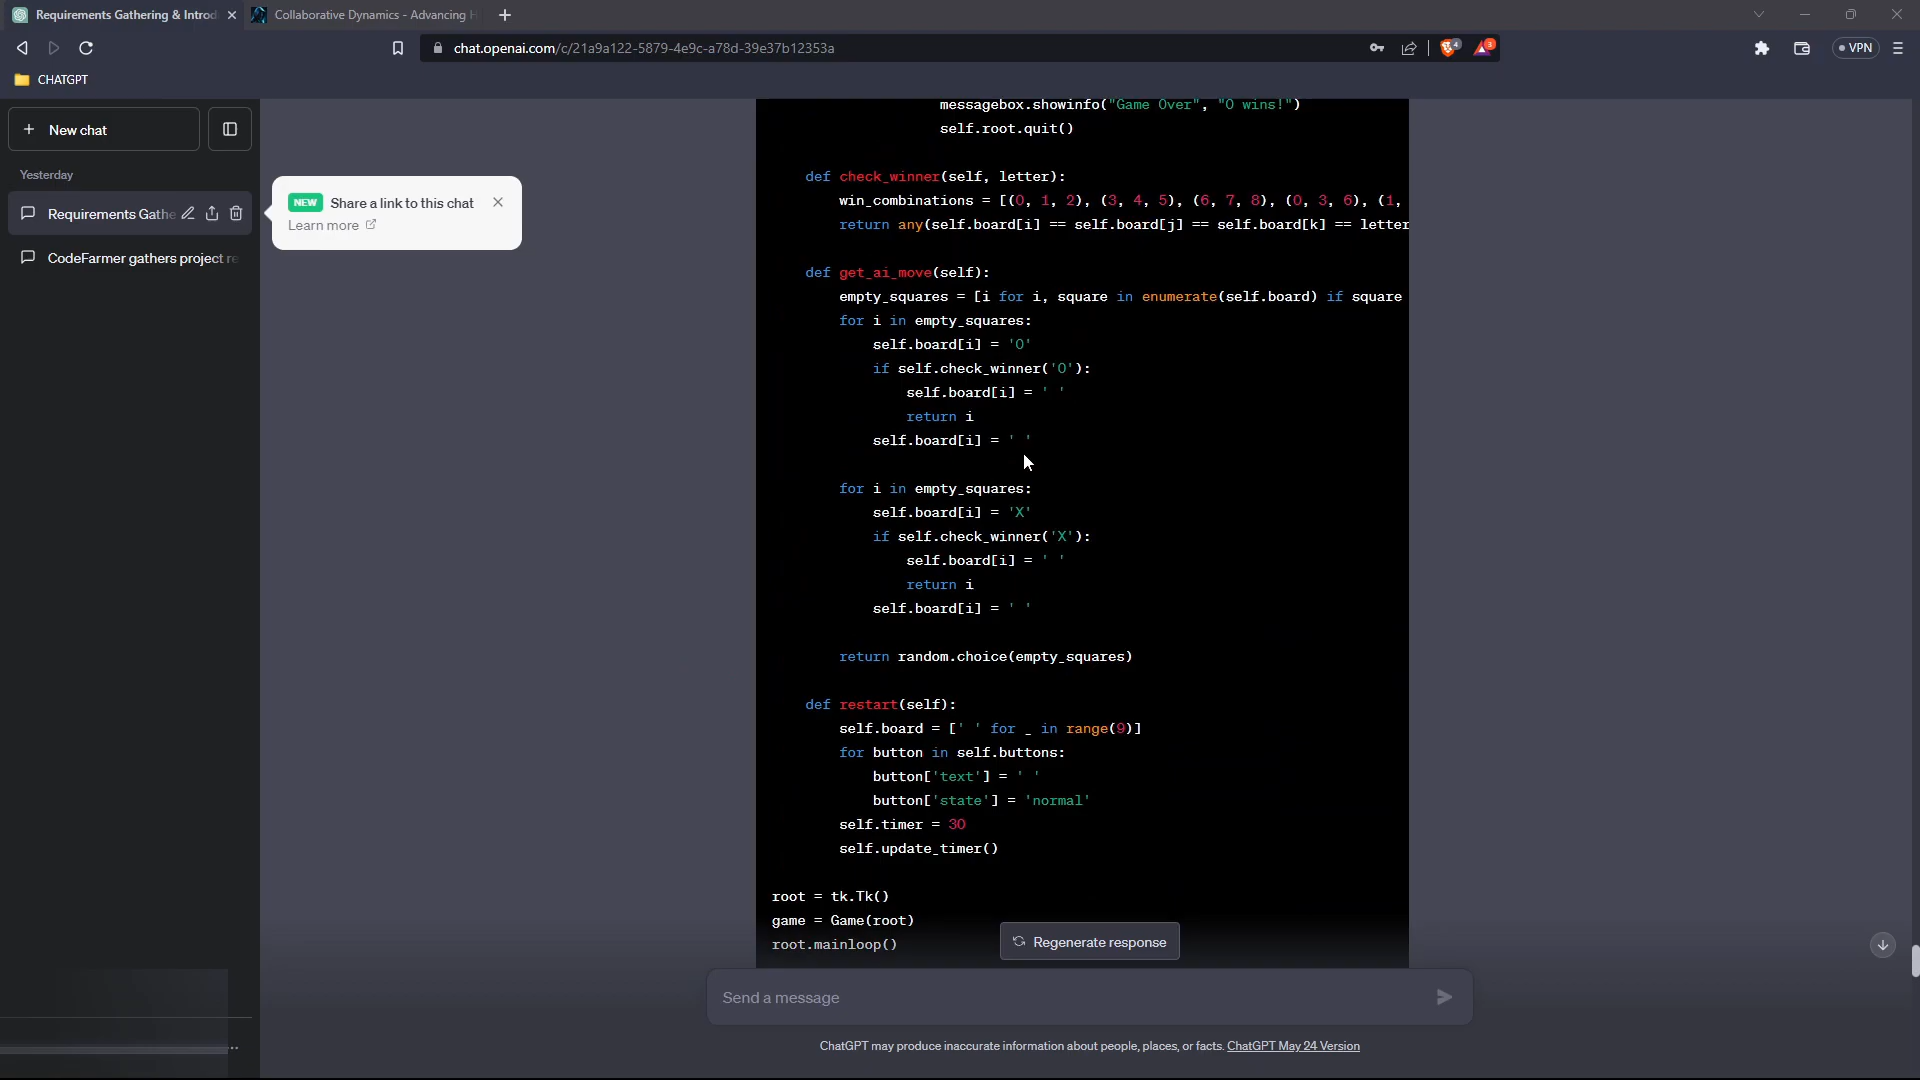 Requirements Gathering & Introd
Collaborative Dynamics - Advancing H
chat.openai.com/c/21a9a122-5879-4e9c-a78d-39e37b12353a
4
3
VPN
CHATGPT
New chat
Yesterday
Requirements Gathe
CodeFarmer gathers project re
NEW Share a link to this chat
Learn more
messagebox.showinfo("Game Over", "O wins!")
self.root.quit()
def check_winner(self, letter):
win_combinations = [(0, 1, 2), (3, 4, 5), (6, 7, 8), (0, 3, 6), (1,
return any(self.board[i] == self.board[j] == self.board[k] == letter
def get_ai_move(self):
empty_squares = [i for i, square in enumerate(self.board) if square
for i in empty_squares:
self.board[i] = 'O'
if self.check_winner('O'):
self.board[i] = ' '
return i
self.board[i] = ' '
for i in empty_squares:
self.board[i] = 'X'
if self.check_winner('X'):
self.board[i] = ' '
return i
self.board[i] = ' '
return random.choice(empty_squares)
def restart(self):
self.board = [' ' for _ in range(9)]
for button in self.buttons:
button['text'] = ' '
button['state'] = 'normal'
self.timer = 30
self.update_timer()
root = tk.Tk()
game = Game(root)
root.mainloop()
Regenerate response
Send a message
ChatGPT may produce inaccurate information about people, places, or facts. ChatGPT May 24 Version